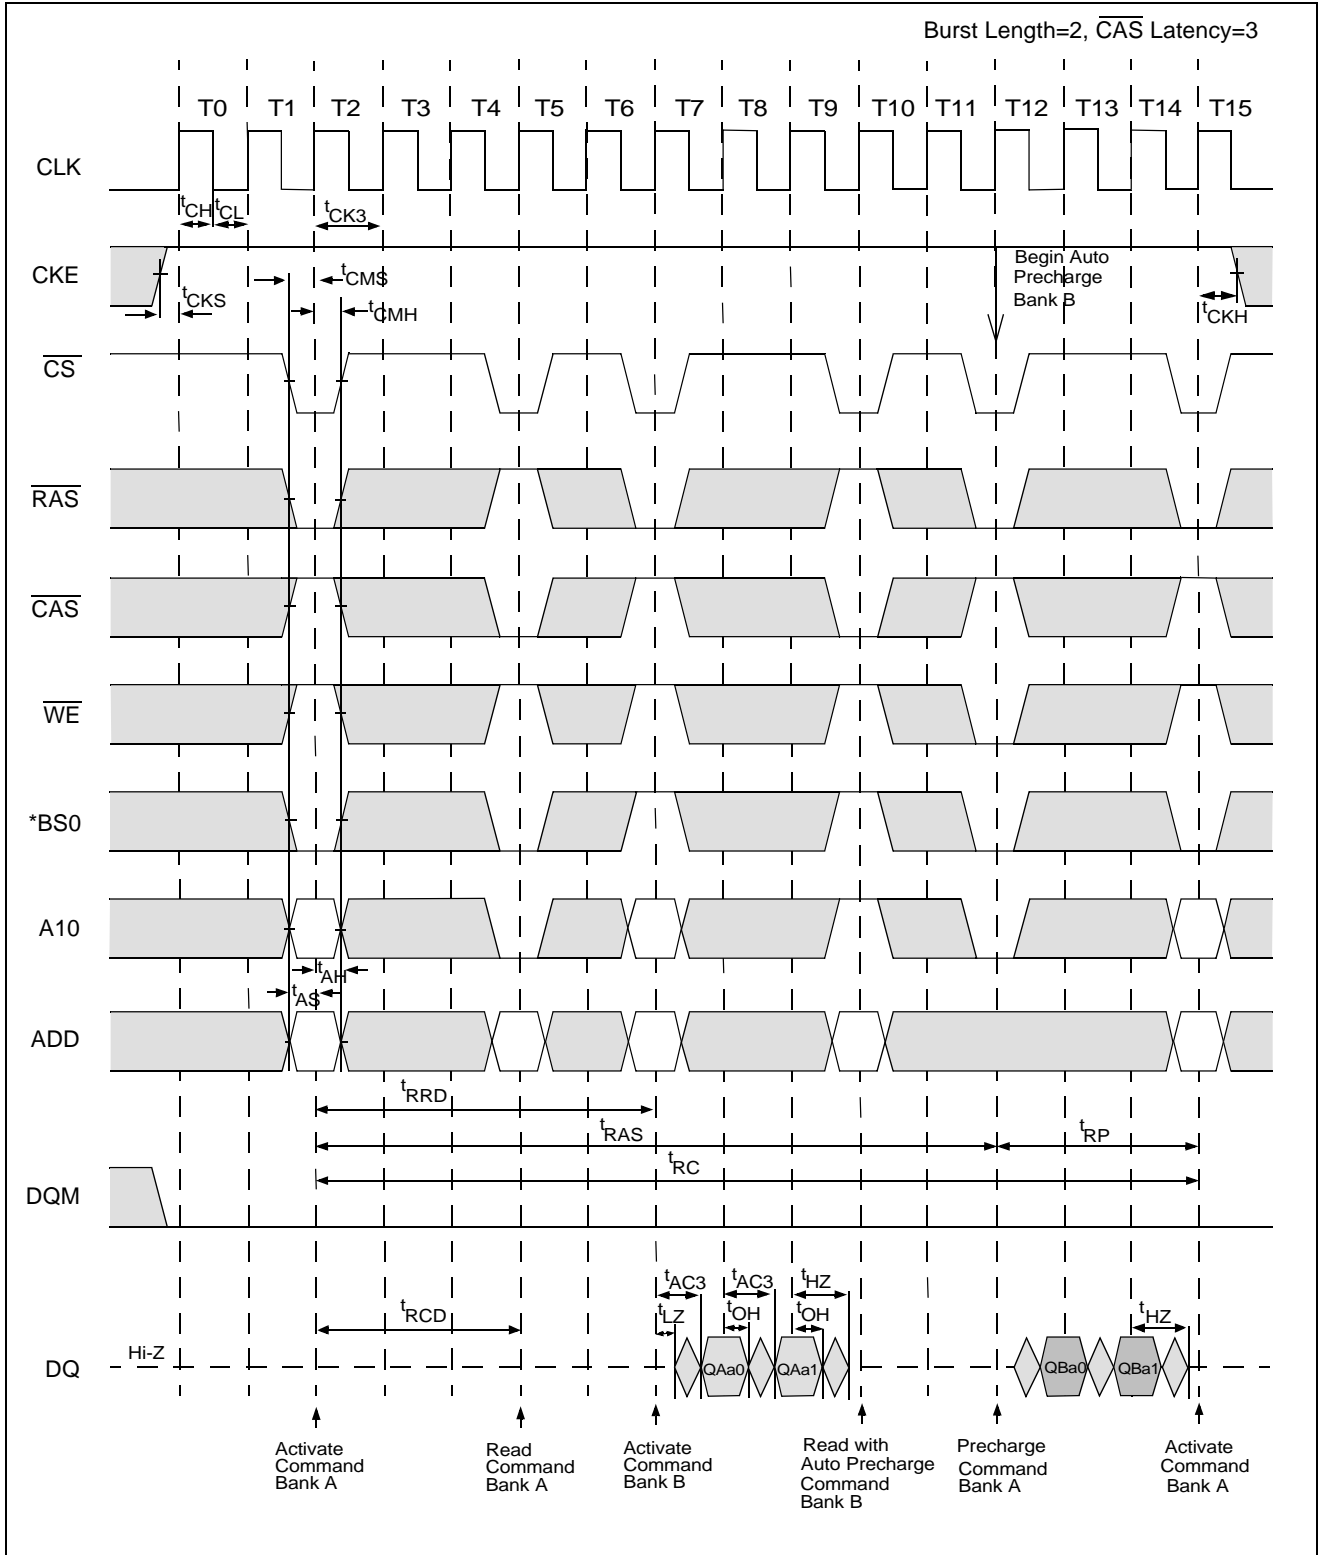 Burst Length=2, CAS Latency=3
T0 T1 T2 T3 T4 T5 T6 T7 T8 T9 T10 T11 T12 T13 T14 T15
CLK
tCH tCL tCK3
CKE
tCMS
Begin Auto
Precharge
Bank B
tCKS
tCMH
tCKH
CS
RAS
CAS
WE
*BS0
A10
tAH
tAS
ADD
tRRD
tRAS
tRP
tRC
DQM
tAC3 tAC3 tHZ
tRCD
tLZ tOH tOH tHZ
Hi-Z
DQ
QAa0 QAa1 QBa0 QBa1
Activate
Command
Bank A
Read
Command
Bank A
Activate
Command
Bank B
Read with
Auto Precharge
Command
Bank B
Precharge
Command
Bank A
Activate
Command
Bank A